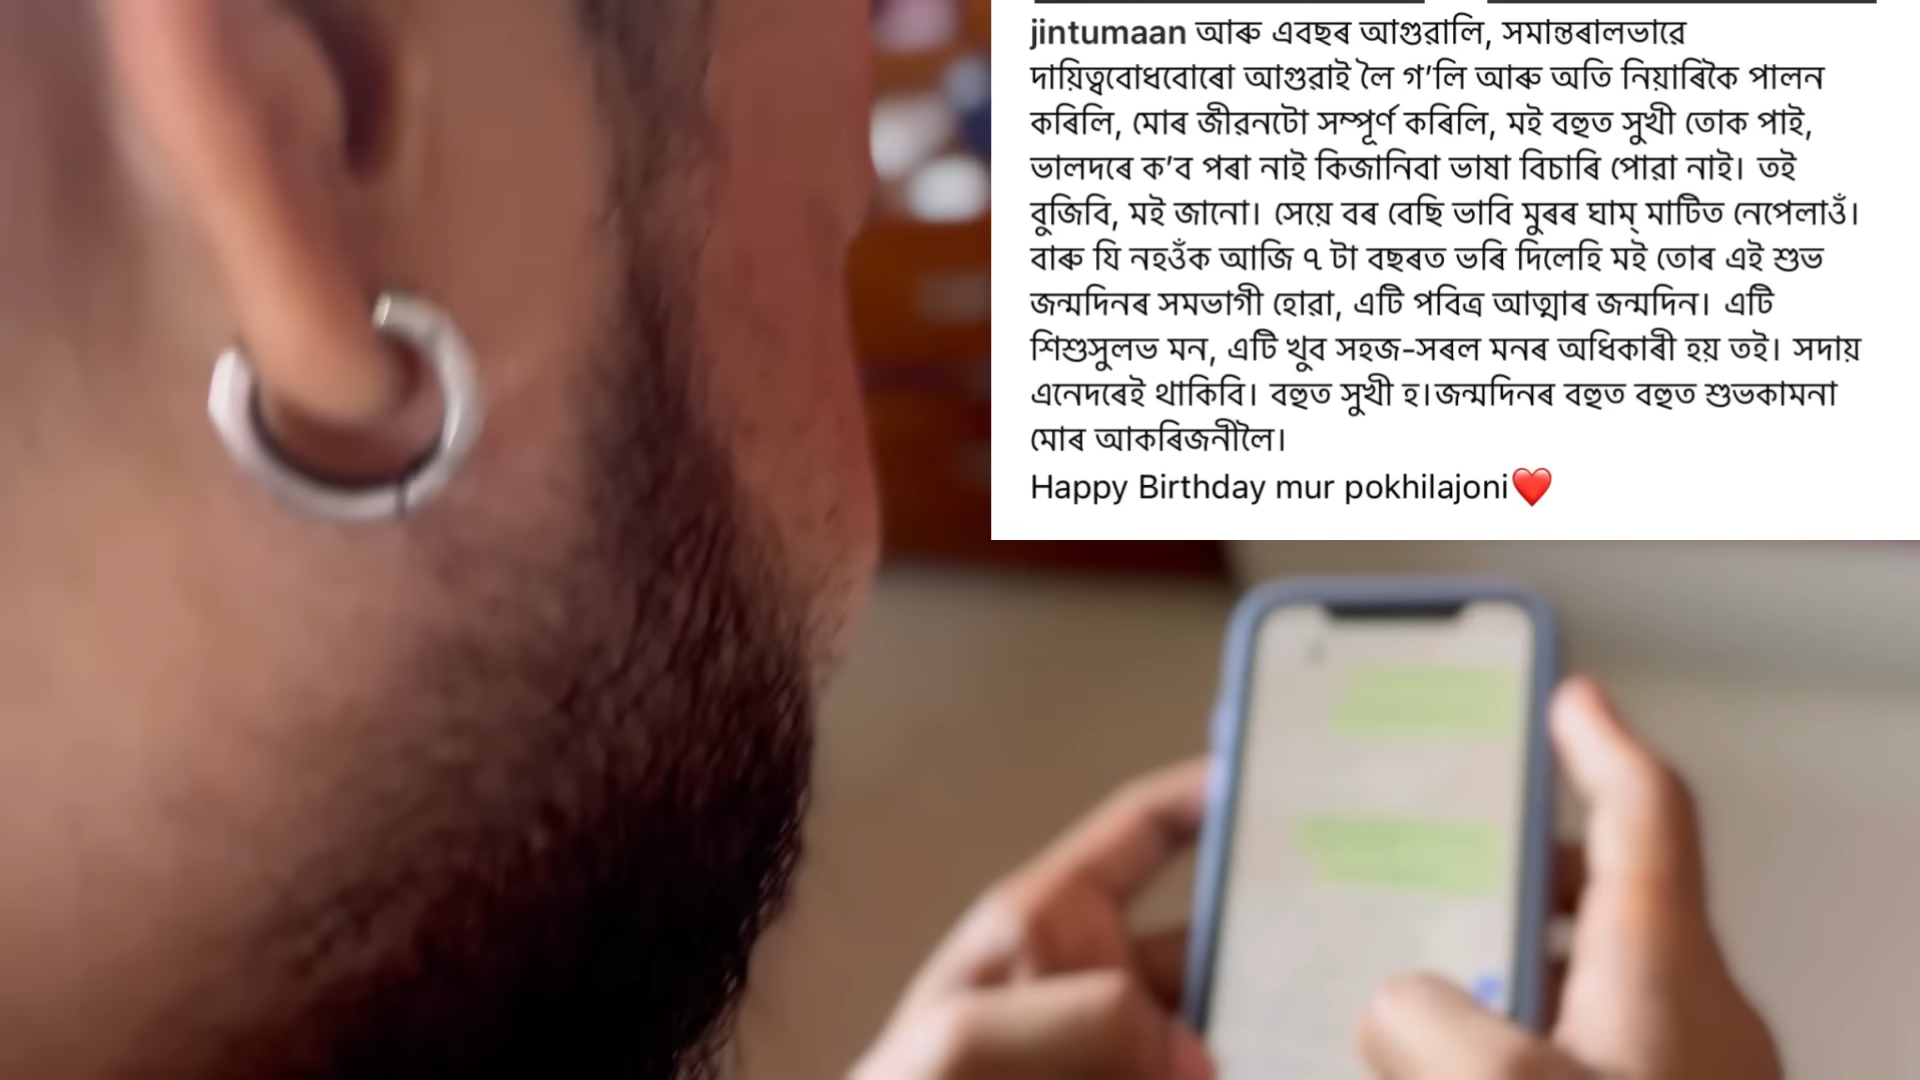 jintumaan আৰু এবছৰ আগুৱালি, সমান্তৰালভাৱে
দায়িত্ববোধবোৰো আগুৱাই লৈ গ’লি আৰু অতি নিয়াৰিকৈ পালন
কৰিলি, মোৰ জীৱনটো সম্পূৰ্ণ কৰিলি, মই বহুত সুখী তোক পাই,
ভালদৰে ক’ব পৰা নাই কিজানিবা ভাষা বিচাৰি পোৱা নাই। তই
বুজিবি, মই জানো। সেয়ে বৰ বেছি ভাবি মুৰৰ ঘাম্ মাটিত নেপেলাওঁ।
বাৰু যি নহওঁক আজি ৭ টা বছৰত ভৰি দিলেহি মই তোৰ এই শুভ
জন্মদিনৰ সমভাগী হোৱা, এটি পবিত্ৰ আত্মাৰ জন্মদিন। এটি
শিশুসুলভ মন, এটি খুব সহজ-সৰল মনৰ অধিকাৰী হয় তই। সদায়
এনেদৰেই থাকিবি। বহুত সুখী হ।জন্মদিনৰ বহুত বহুত শুভকামনা
মোৰ আকৰিজনীলৈ।
Happy Birthday mur pokhilajoni❤️